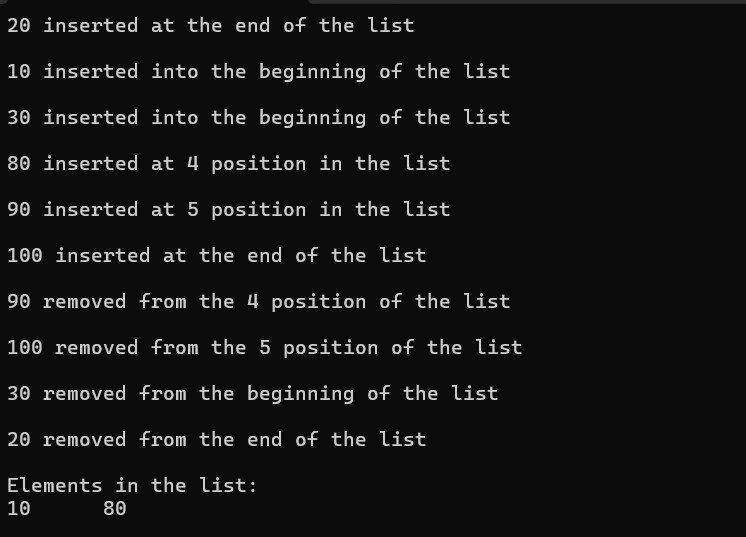 20 inserted at the end of the list
10 inserted into the beginning of the list
30 inserted into the beginning of the list
80 inserted at 4 position in the list
90 inserted at 5 position in the list
100 inserted at the end of the list
90 removed from the 4 position of the list
100 removed from the 5 position of the list
30 removed from the beginning of the list
20 removed from the end of the list
Elements in the list:
10      80